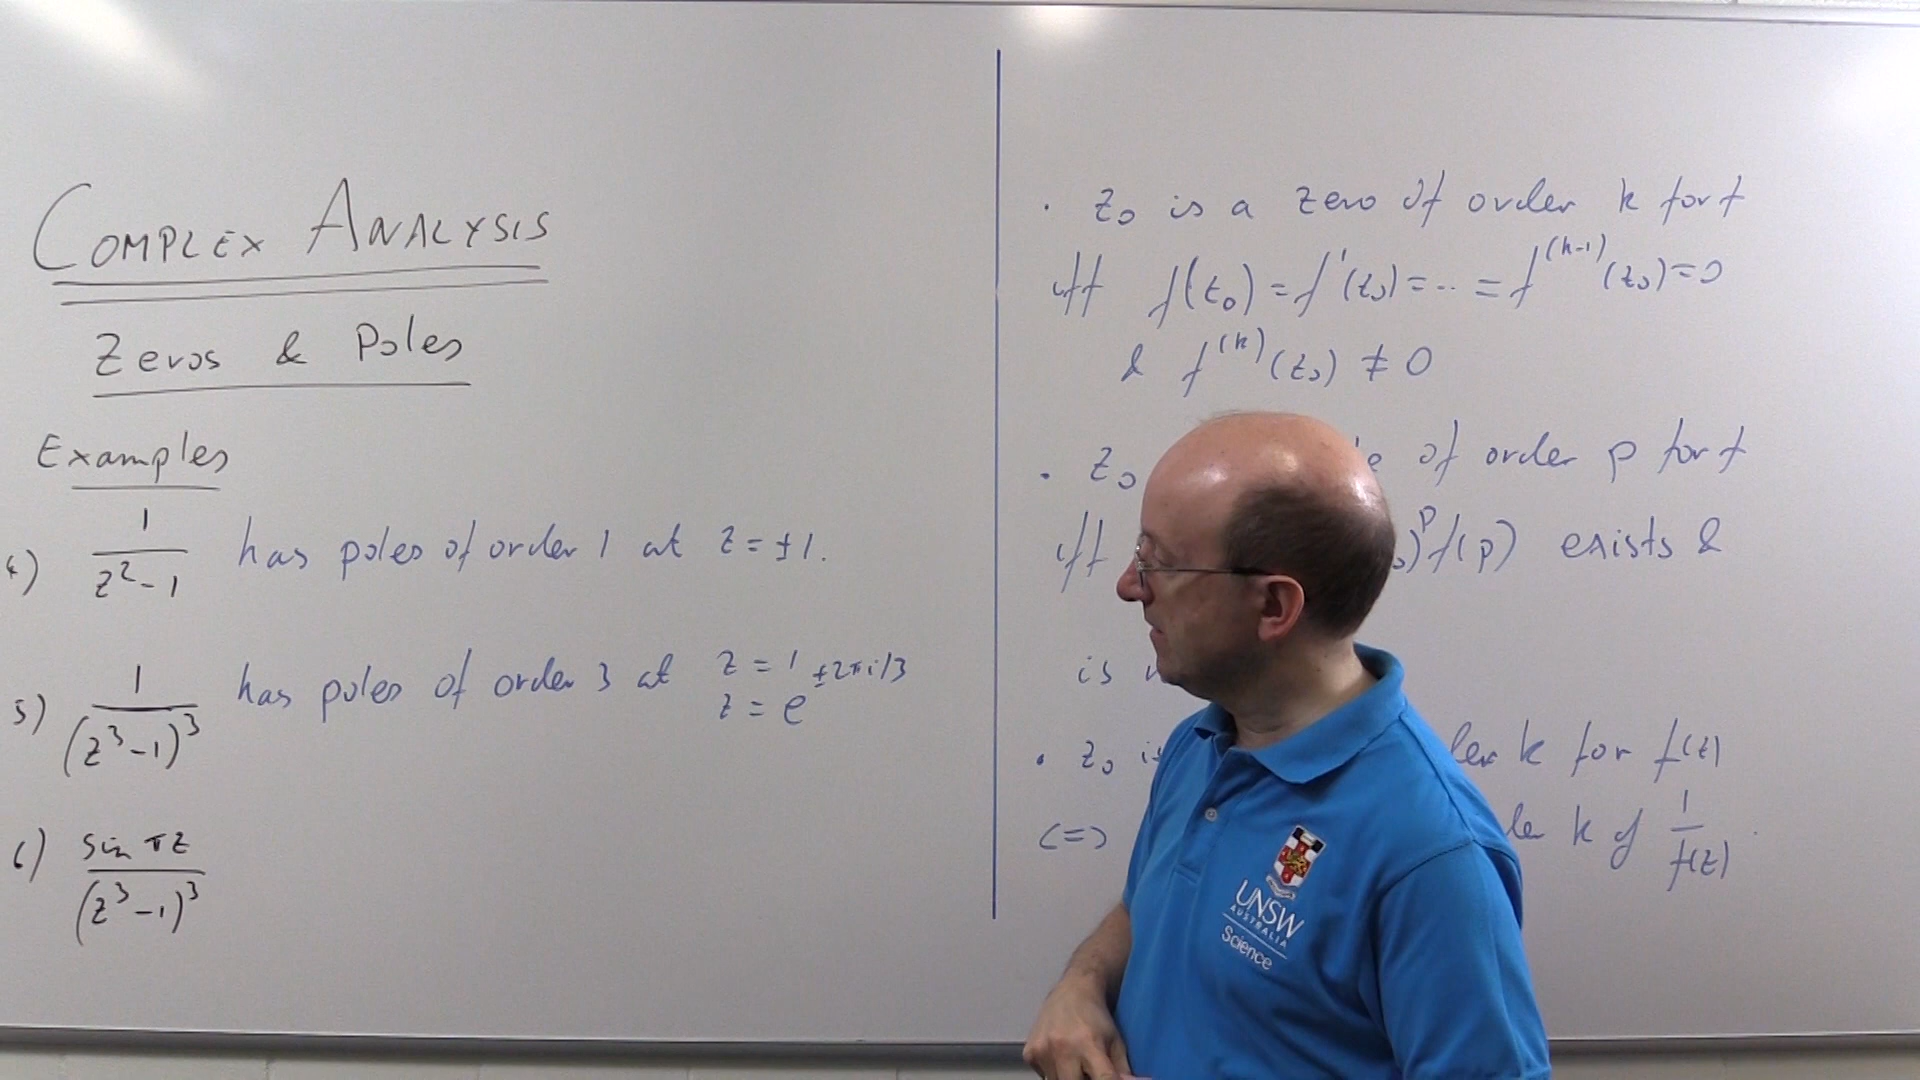 COMPLEX ANALYSIS
Zeros & Poles
Examples
4) 1/(z² - 1) has poles of order 1 at z = ±1.
5) 1/(z³ - 1)³ has poles of order 3 at z = 1
z = e^(±2πi/3)
6) sin πz/(z³ - 1)³
· z₀ is a zero of order k for f
iff f(z₀) = f'(z₀) = ... = f^(k-1)(z₀) = 0
& f^(k)(z₀) ≠ 0
· z₀ of order p for f
iff )^p f(p) exists &
is
· z₀ k for f(z)
<=> k of 1/f(z).
UNSW
AUSTRALIA
Science